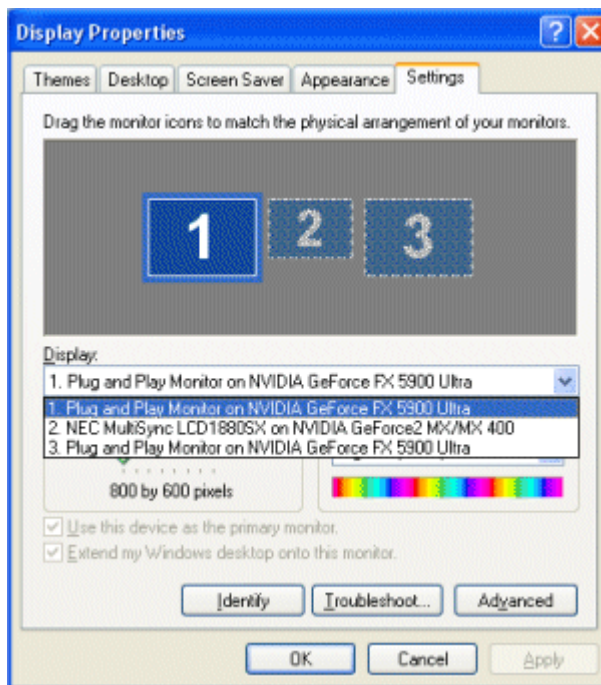 Display Properties
Themes Desktop Screen Saver Appearance Settings
Drag the monitor icons to match the physical arrangement of your monitors.
1 2 3
Display:
1. Plug and Play Monitor on NVIDIA GeForce FX 5900 Ultra
1. Plug and Play Monitor on NVIDIA GeForce FX 5900 Ultra
2. NEC MultiSync LCD1880SX on NVIDIA GeForce2 MX/MX 400
3. Plug and Play Monitor on NVIDIA GeForce FX 5900 Ultra
800 by 600 pixels
Use this device as the primary monitor.
Extend my Windows desktop onto this monitor.
Identify Troubleshoot... Advanced
OK Cancel Apply